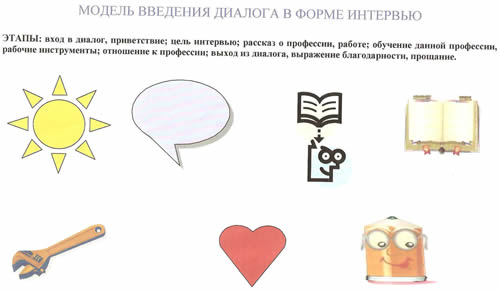 МОДЕЛЬ ВВЕДЕНИЯ ДИАЛОГА В ФОРМЕ ИНТЕРВЬЮ
ЭТАПЫ: вход в диалог, приветствие; цель интервью; рассказ о профессии, работе; обучение данной профессии,
рабочие инструменты; отношение к профессии; выход из диалога, выражение благодарности, прощание.